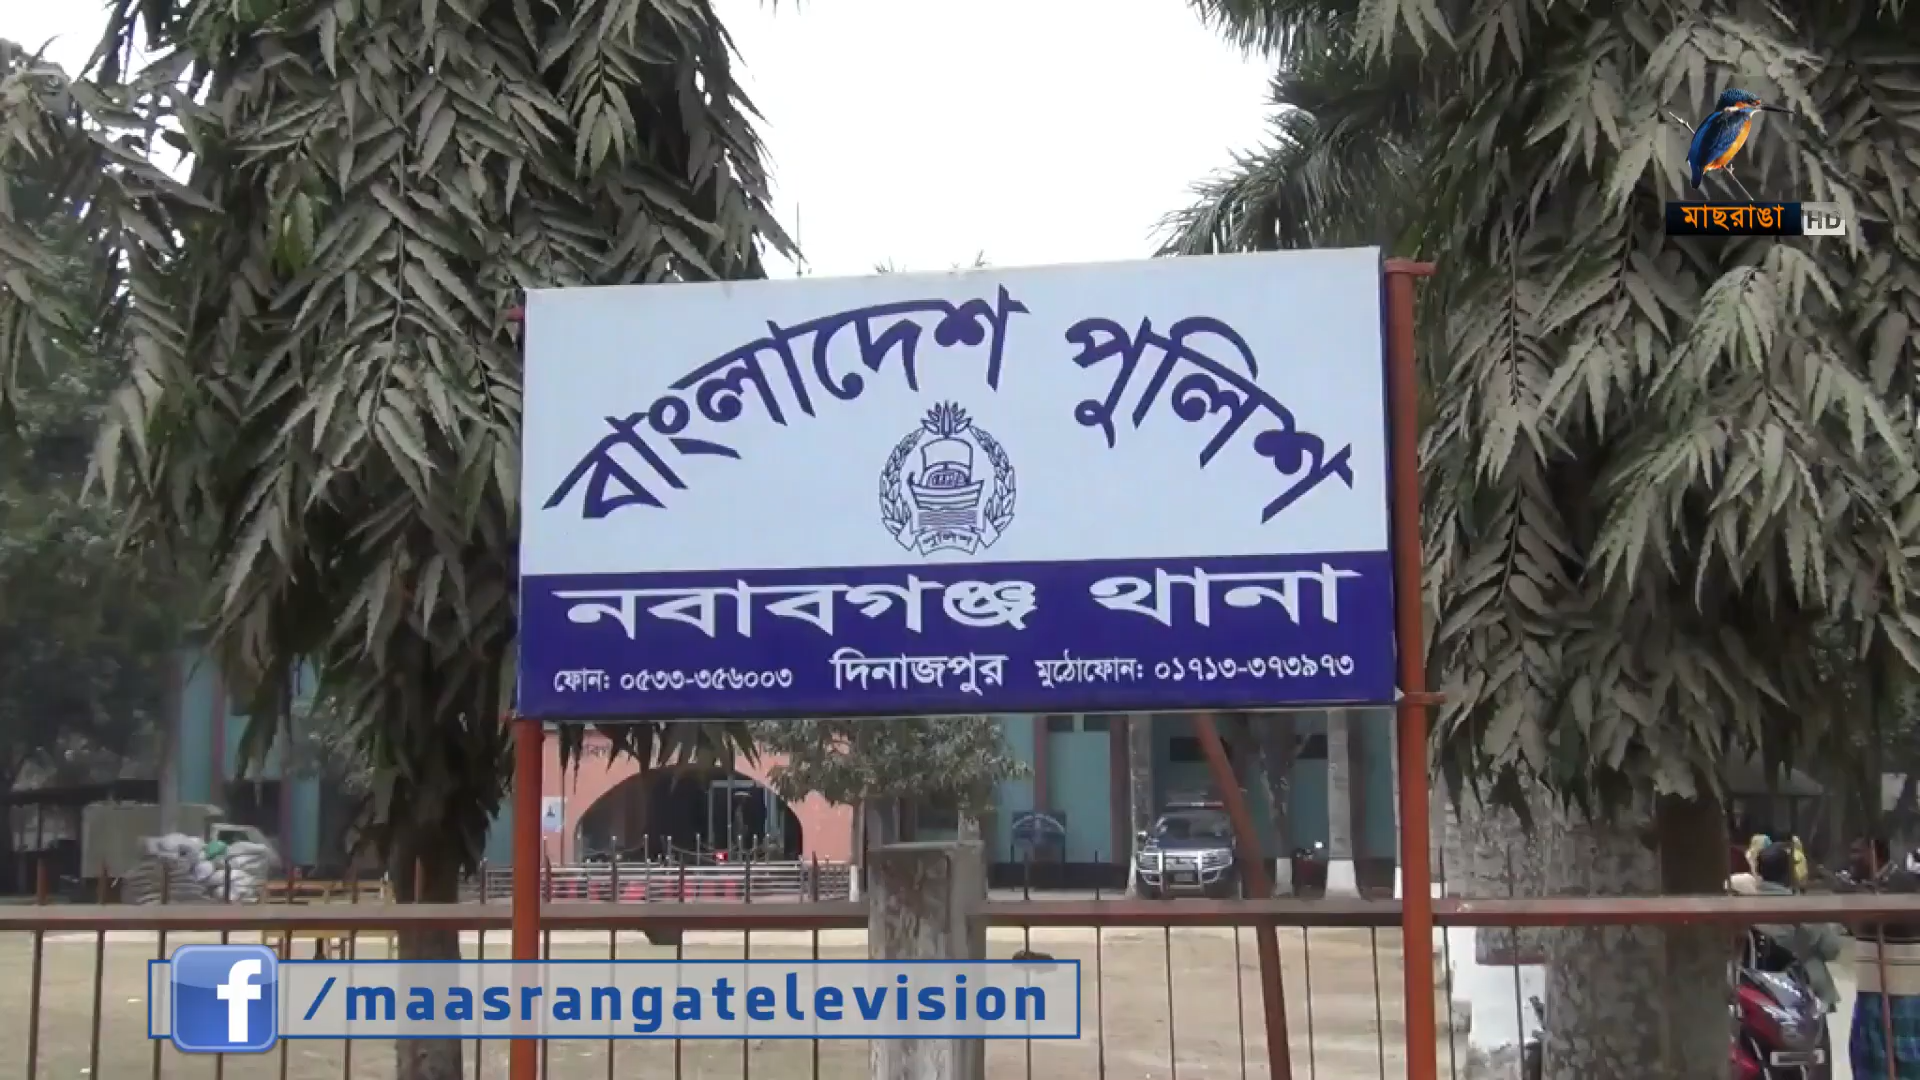 মাছরাঙা HD
বাংলাদেশ পুলিশ
পুলিশ
নবাবগঞ্জ থানা
ফোন: ০৫৩৩-৩৫৬০০৩ দিনাজপুর মুঠোফোন: ০১৭১৩-৩৭৩৯৭৩
f /maasrangatelevision